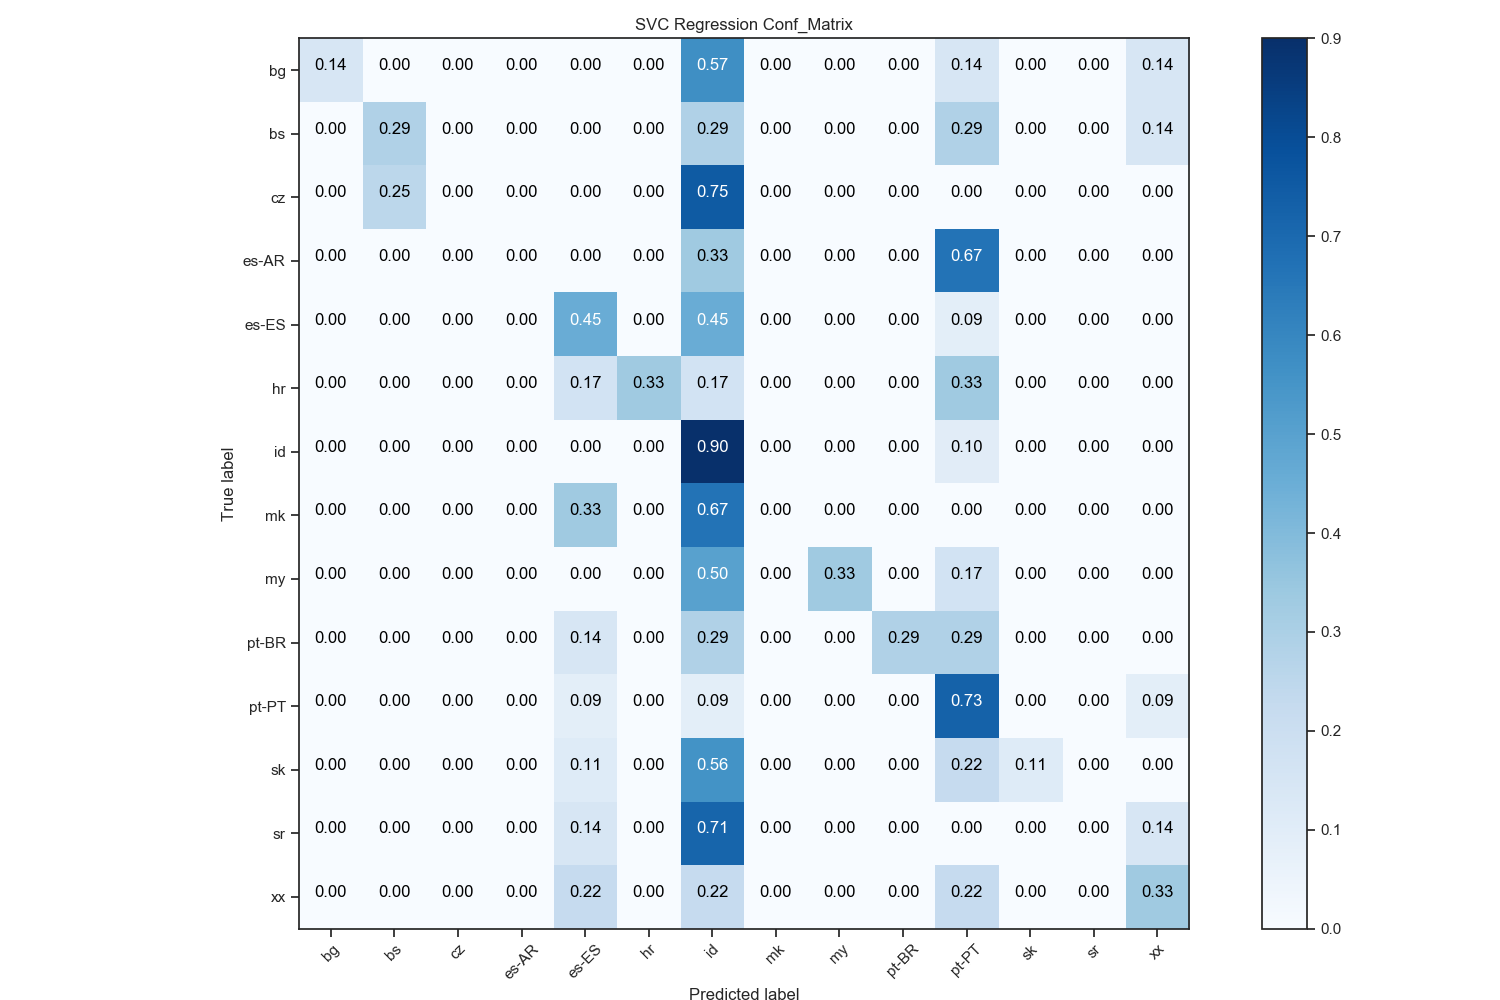 SVC Regression Conf_Matrix
bg 0.14 0.00 0.00 0.00 0.00 0.00 0.57 0.00 0.00 0.00 0.14 0.00 0.00 0.14
bs 0.00 0.29 0.00 0.00 0.00 0.00 0.29 0.00 0.00 0.00 0.29 0.00 0.00 0.14
cz 0.00 0.25 0.00 0.00 0.00 0.00 0.75 0.00 0.00 0.00 0.00 0.00 0.00 0.00
es-AR 0.00 0.00 0.00 0.00 0.00 0.00 0.33 0.00 0.00 0.00 0.67 0.00 0.00 0.00
es-ES 0.00 0.00 0.00 0.00 0.45 0.00 0.45 0.00 0.00 0.00 0.09 0.00 0.00 0.00
hr 0.00 0.00 0.00 0.00 0.17 0.33 0.17 0.00 0.00 0.00 0.33 0.00 0.00 0.00
id 0.00 0.00 0.00 0.00 0.00 0.00 0.90 0.00 0.00 0.00 0.10 0.00 0.00 0.00
mk 0.00 0.00 0.00 0.00 0.33 0.00 0.67 0.00 0.00 0.00 0.00 0.00 0.00 0.00
my 0.00 0.00 0.00 0.00 0.00 0.00 0.50 0.00 0.33 0.00 0.17 0.00 0.00 0.00
pt-BR 0.00 0.00 0.00 0.00 0.14 0.00 0.29 0.00 0.00 0.29 0.29 0.00 0.00 0.00
pt-PT 0.00 0.00 0.00 0.00 0.09 0.00 0.09 0.00 0.00 0.00 0.73 0.00 0.00 0.09
sk 0.00 0.00 0.00 0.00 0.11 0.00 0.56 0.00 0.00 0.00 0.22 0.11 0.00 0.00
sr 0.00 0.00 0.00 0.00 0.14 0.00 0.71 0.00 0.00 0.00 0.00 0.00 0.00 0.14
xx 0.00 0.00 0.00 0.00 0.22 0.00 0.22 0.00 0.00 0.00 0.22 0.00 0.00 0.33
bg bs cz es-AR es-ES hr id mk my pt-BR pt-PT sk sr xx
Predicted label
True label
0.9
0.8
0.7
0.6
0.5
0.4
0.3
0.2
0.1
0.0